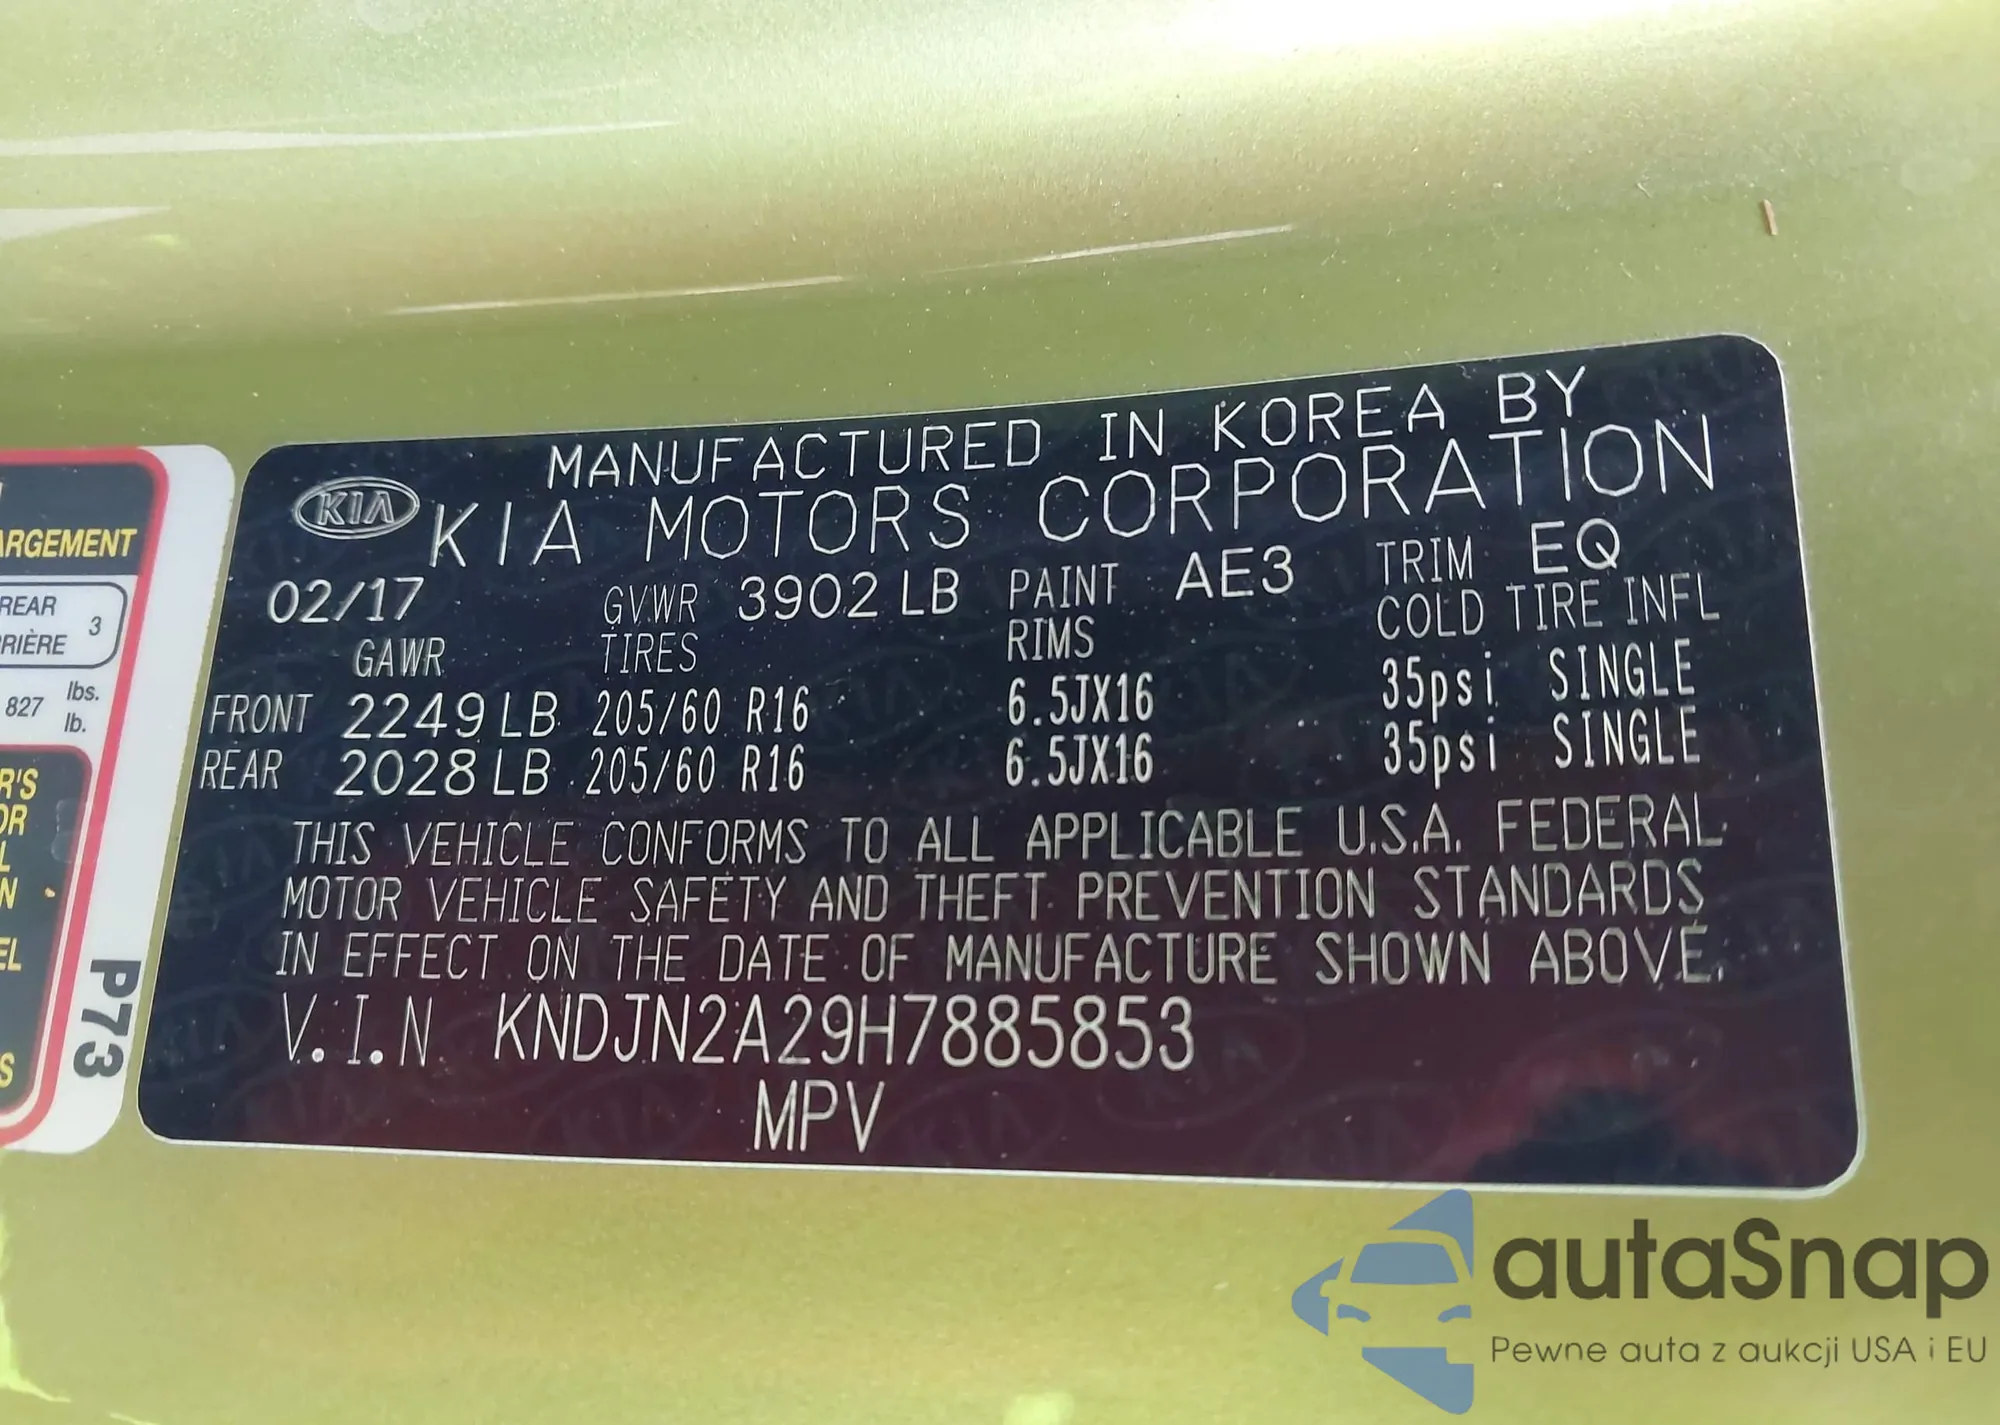 MANUFACTURED IN KOREA BY
KIA KIA MOTORS CORPORATION
02/17 GVWR 3902 LB PAINT AE3 TRIM EQ
GAWR TIRES RIMS COLD TIRE INFL
FRONT 2249 LB 205/60 R16 6.5JX16 35psi SINGLE
REAR 2028 LB 205/60 R16 6.5JX16 35psi SINGLE
THIS VEHICLE CONFORMS TO ALL APPLICABLE U.S.A. FEDERAL
MOTOR VEHICLE SAFETY AND THEFT PREVENTION STANDARDS
IN EFFECT ON THE DATE OF MANUFACTURE SHOWN ABOVE.
V.I.N KNDJN2A29H7885853
MPV
ARGEMENT
REAR 3
RIÈRE
827 lbs.
lb.
R'S
OR
L
N
EL
S
P73
autaSnap
Pewne auta z aukcji USA i EU